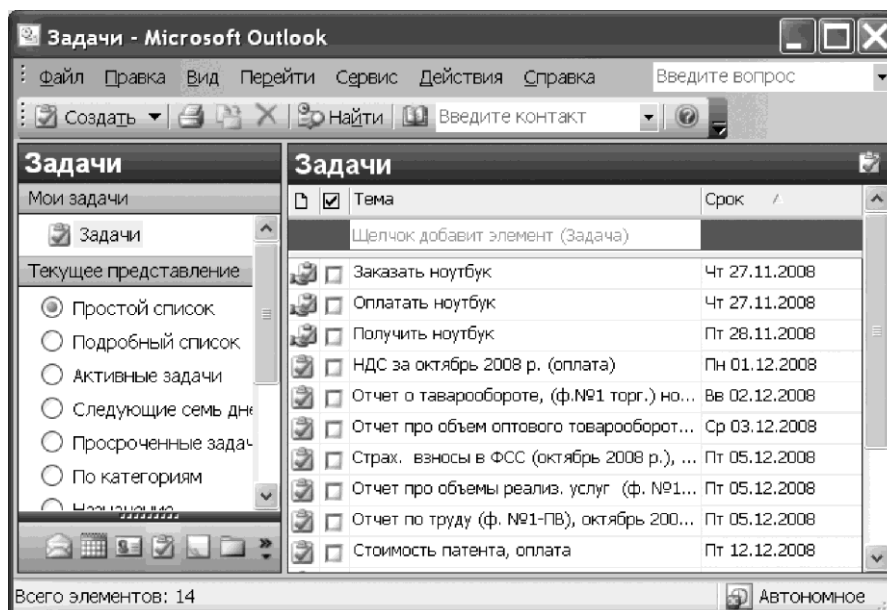 Задачи - Microsoft Outlook
Файл Правка Вид Перейти Сервис Действия Справка Введите вопрос
Создать Найти Введите контакт
Задачи
Мои задачи
Задачи
Текущее представление
Простой список
Подробный список
Активные задачи
Следующие семь дне
Просроченные задач
По категориям
Назначение
Задачи
Тема Срок
Щелчок добавит элемент (Задача)
Заказать ноутбук Чт 27.11.2008
Оплатать ноутбук Чт 27.11.2008
Получить ноутбук Пт 28.11.2008
НДС за октябрь 2008 р. (оплата) Пн 01.12.2008
Отчет о таварообороте, (ф.№1 торг.) но... Вв 02.12.2008
Отчет про объем оптового товарооборот... Ср 03.12.2008
Страх. взносы в ФСС (октябрь 2008 р.), ... Пт 05.12.2008
Отчет про объемы реализ. услуг (ф. №1... Пт 05.12.2008
Отчет по труду (ф. №1-ПВ), октябрь 200... Пт 05.12.2008
Стоимость патента, оплата Пт 12.12.2008
Всего элементов: 14
Автономное